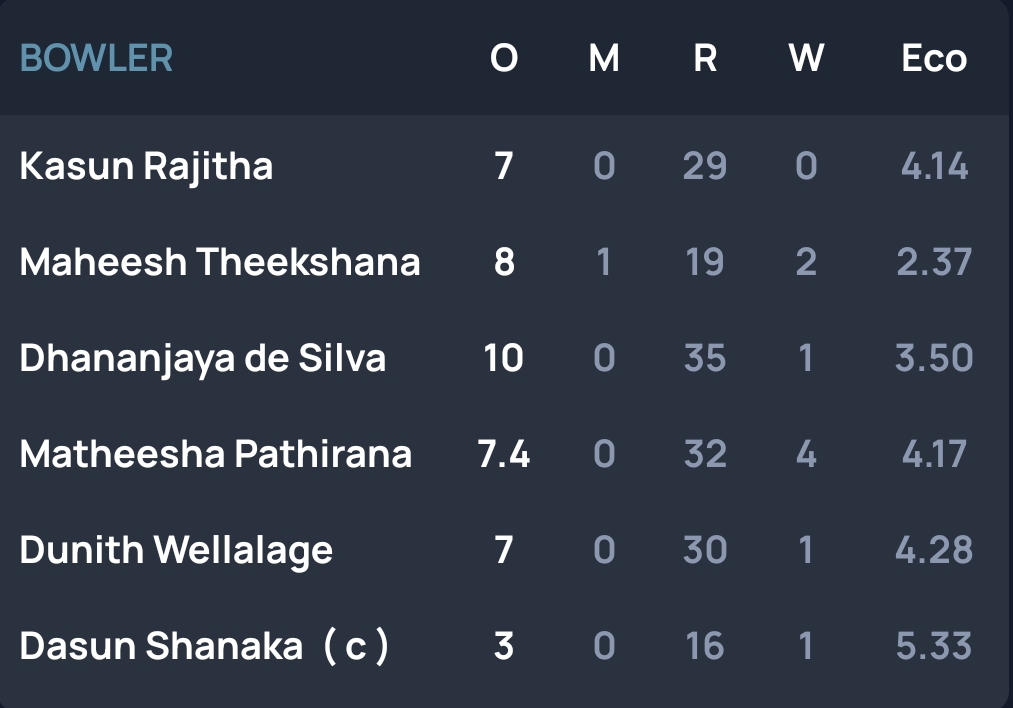 BOWLER O M R W Eco
Kasun Rajitha 7 0 29 0 4.14
Maheesh Theekshana 8 1 19 2 2.37
Dhananjaya de Silva 10 0 35 1 3.50
Matheesha Pathirana 7.4 0 32 4 4.17
Dunith Wellalage 7 0 30 1 4.28
Dasun Shanaka ( c ) 3 0 16 1 5.33